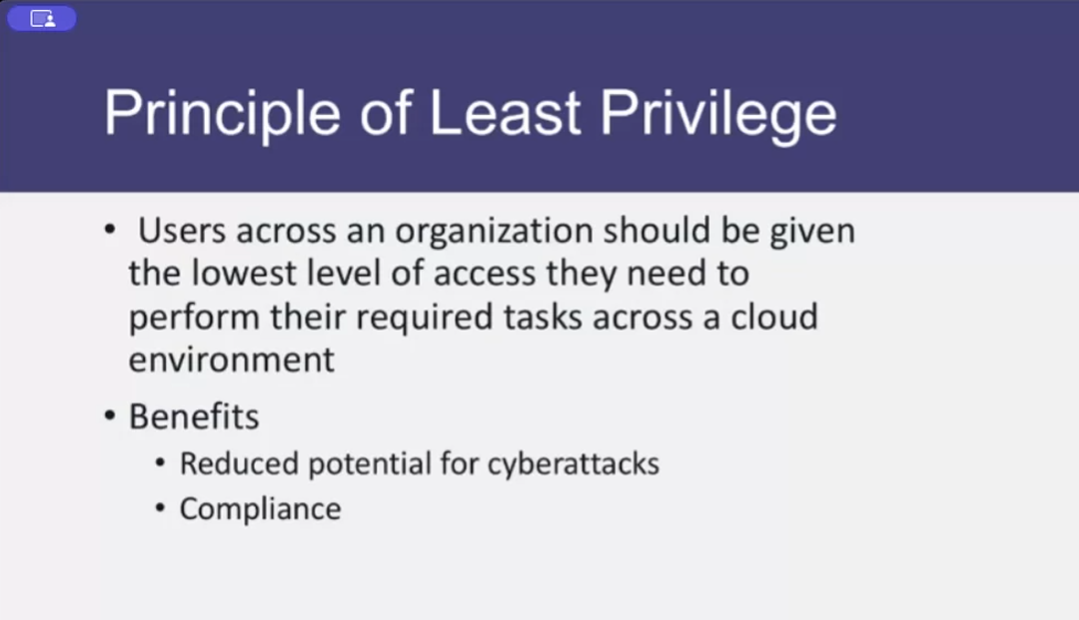 Principle of Least Privilege
• Users across an organization should be given
the lowest level of access they need to
perform their required tasks across a cloud
environment
• Benefits
• Reduced potential for cyberattacks
• Compliance